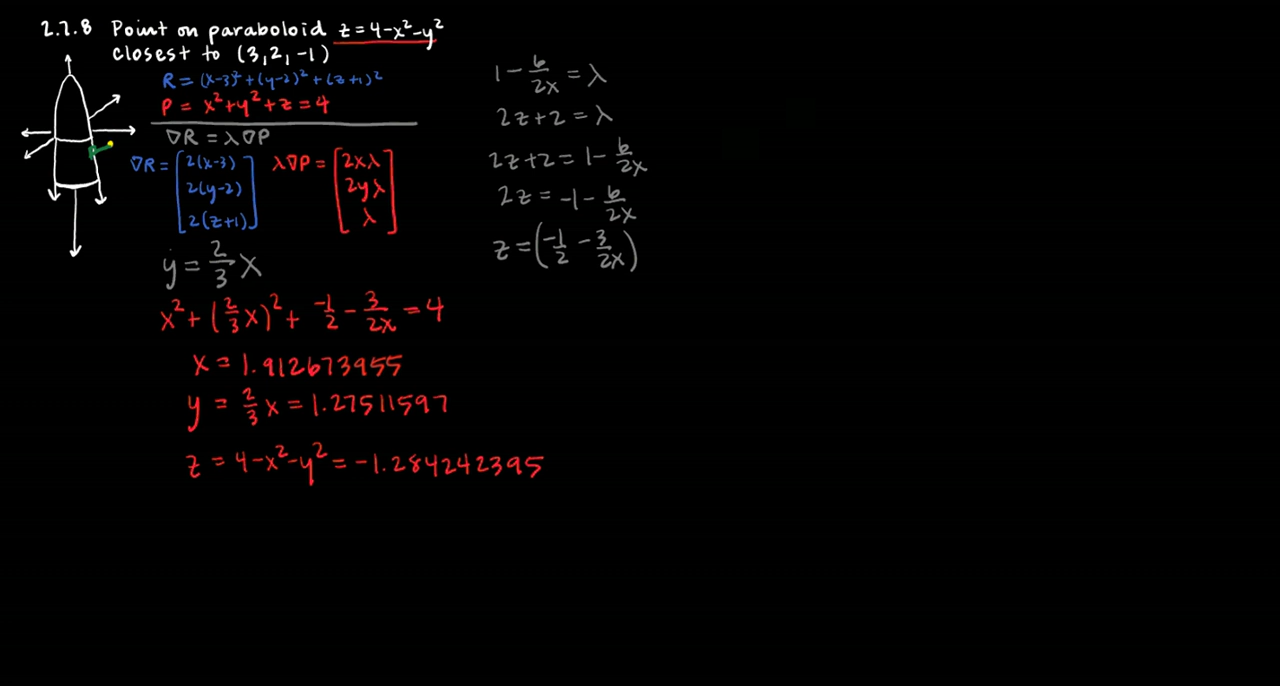 2.7.8 Point on paraboloid z=4-x²-y²
closest to (3,2,-1)
R = (x-3)²+(y-2)²+(z+1)²
P = x²+y²+z=4
∇R = λ∇P
∇R = [2(x-3)
2(y-2)
2(z+1)]
λ∇P = [2xλ
2yλ
λ]
y = 2/3 x
x²+(2/3 x)²+ -1/2 - 3/2x = 4
x = 1.912673955
y = 2/3 x = 1.27511597
z = 4-x²-y² = -1.284242395
1 - 6/2x = λ
2z+2 = λ
2z+2 = 1 - 6/2x
2z = -1 - 6/2x
z = (-1/2 - 3/2x)